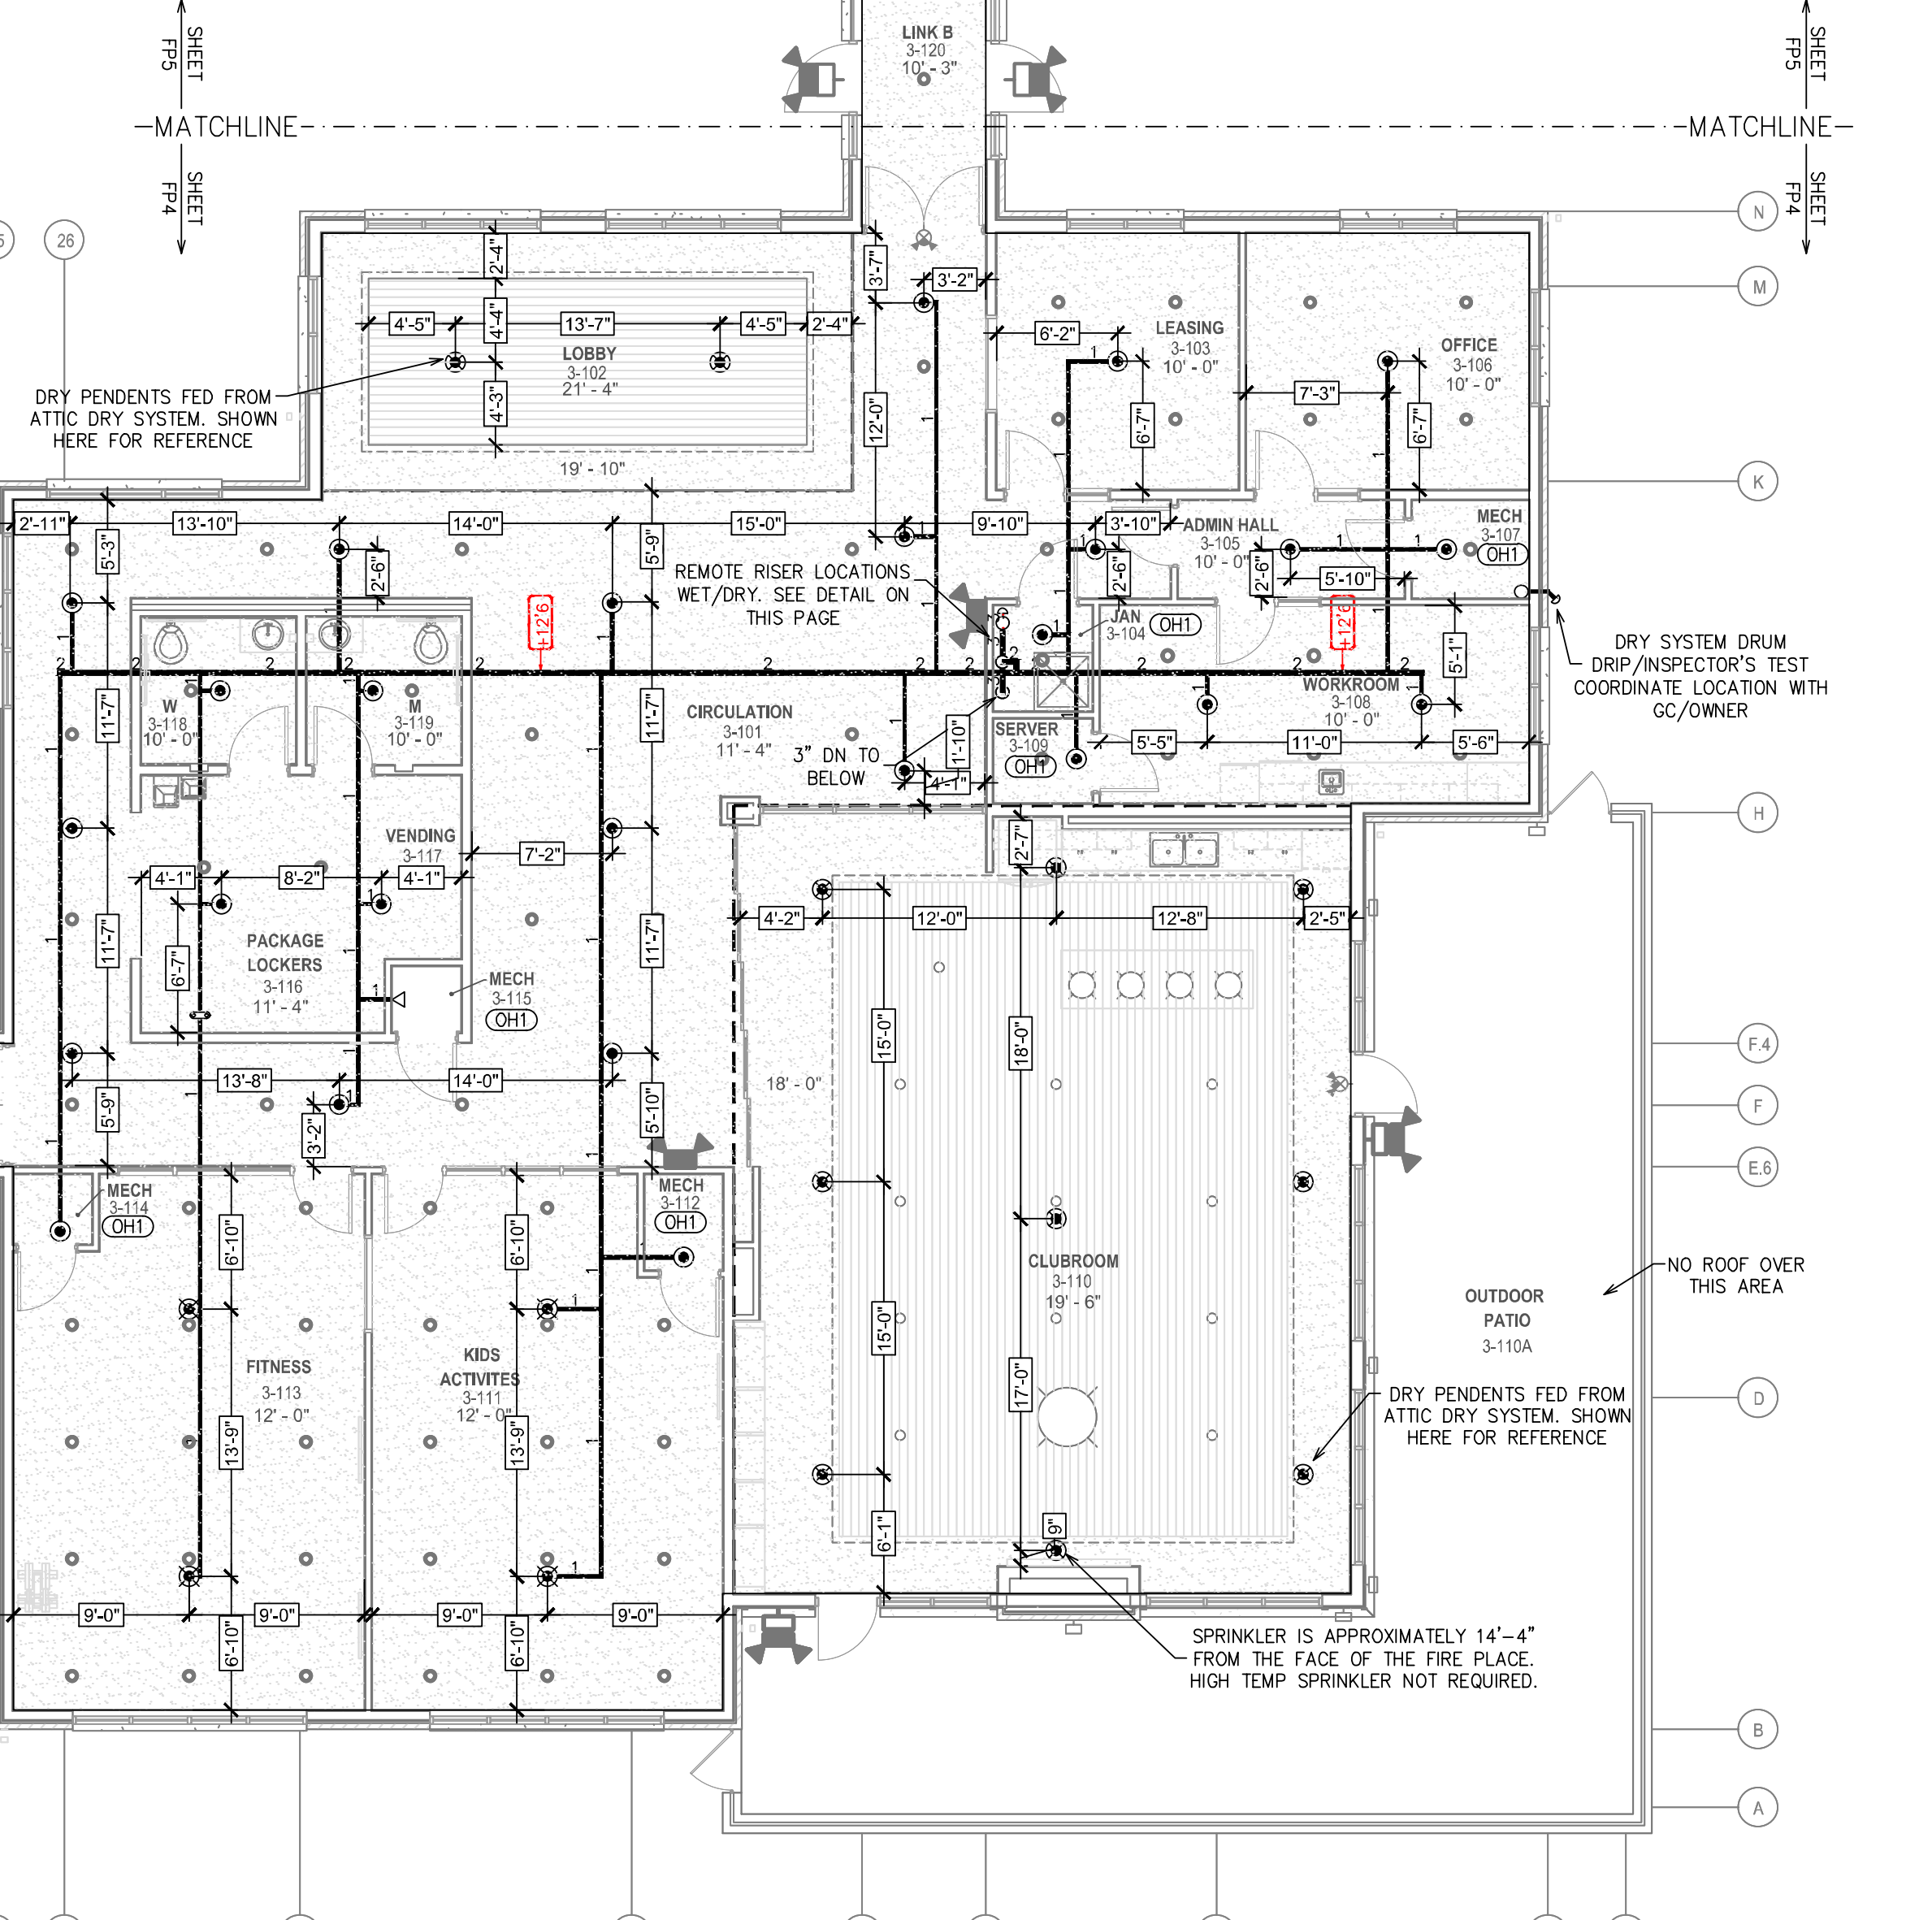 SHEET
FP5
SHEET
FP5
LINK B
3-120
10' - 3"
MATCHLINE
MATCHLINE
SHEET
FP4
SHEET
FP4
N
26
M
K
2'-4"
3'-7"
3'-2"
4'-5"
4'-4"
13'-7"
4'-5"
2'-4"
6'-2"
LEASING
3-103
10' - 0"
OFFICE
3-106
10' - 0"
LOBBY
3-102
21' - 4"
DRY PENDENTS FED FROM
ATTIC DRY SYSTEM. SHOWN
HERE FOR REFERENCE
4'-3"
12'-0"
7'-3"
6'-7"
6'-7"
19' - 10"
2'-11"
13'-10"
14'-0"
15'-0"
9'-10"
3'-10"
ADMIN HALL
3-105
10' - 0"
MECH
3-107
OH1
5'-3"
2'-6"
5'-9"
REMOTE RISER LOCATIONS
WET/DRY. SEE DETAIL ON
THIS PAGE
2'-6"
2'-6"
5'-10"
+12'6
+12'6
JAN
3-104
OH1
5'-1"
DRY SYSTEM DRUM
DRIP/INSPECTOR'S TEST
COORDINATE LOCATION WITH
GC/OWNER
W
3-118
10' - 0"
M
3-119
10' - 0"
11'-7"
11'-7"
CIRCULATION
3-101
11' - 4"
WORKROOM
3-108
10' - 0"
SERVER
3-109
OH1
3" DN TO
BELOW
1'-10"
4'-1"
5'-5"
11'-0"
5'-6"
H
VENDING
3-117
7'-2"
2'-7"
4'-1"
8'-2"
4'-1"
4'-2"
12'-0"
12'-8"
2'-5"
11'-7"
11'-7"
6'-7"
PACKAGE
LOCKERS
3-116
11' - 4"
MECH
3-115
OH1
15'-0"
18'-0"
F.4
13'-8"
14'-0"
18' - 0"
5'-9"
3'-2"
5'-10"
F
E.6
MECH
3-114
OH1
MECH
3-112
OH1
6'-10"
6'-10"
CLUBROOM
3-110
19' - 6"
NO ROOF OVER
THIS AREA
OUTDOOR
PATIO
3-110A
FITNESS
3-113
12' - 0"
KIDS
ACTIVITES
3-111
12' - 0"
15'-0"
17'-0"
DRY PENDENTS FED FROM
ATTIC DRY SYSTEM. SHOWN
HERE FOR REFERENCE
D
13'-9"
13'-9"
6'-1"
9"
9'-0"
9'-0"
9'-0"
9'-0"
6'-10"
6'-10"
SPRINKLER IS APPROXIMATELY 14'-4"
FROM THE FACE OF THE FIRE PLACE.
HIGH TEMP SPRINKLER NOT REQUIRED.
B
A